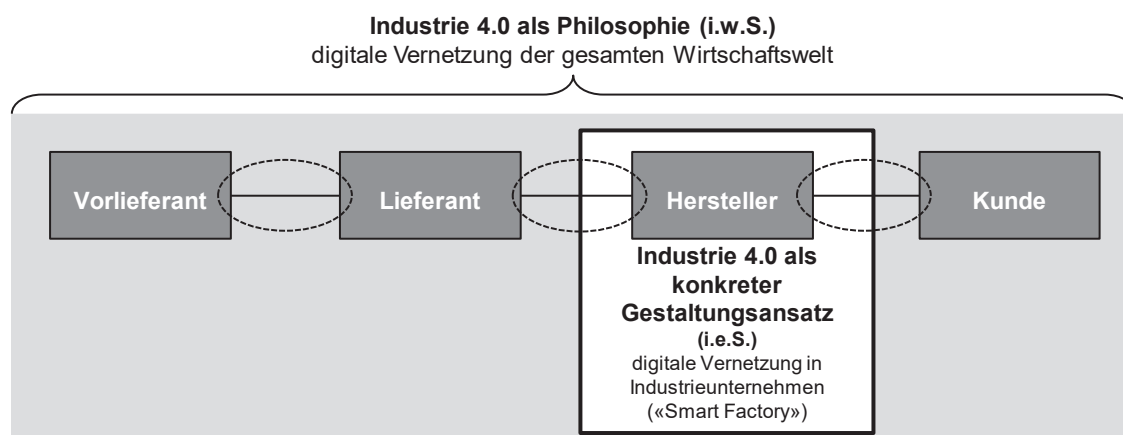 Industrie 4.0 als Philosophie (i.w.S.)
digitale Vernetzung der gesamten Wirtschaftswelt
Vorlieferant
Lieferant
Hersteller
Kunde
Industrie 4.0 als
konkreter
Gestaltungsansatz
(i.e.S.)
digitale Vernetzung in
Industrieunternehmen
(«Smart Factory»)